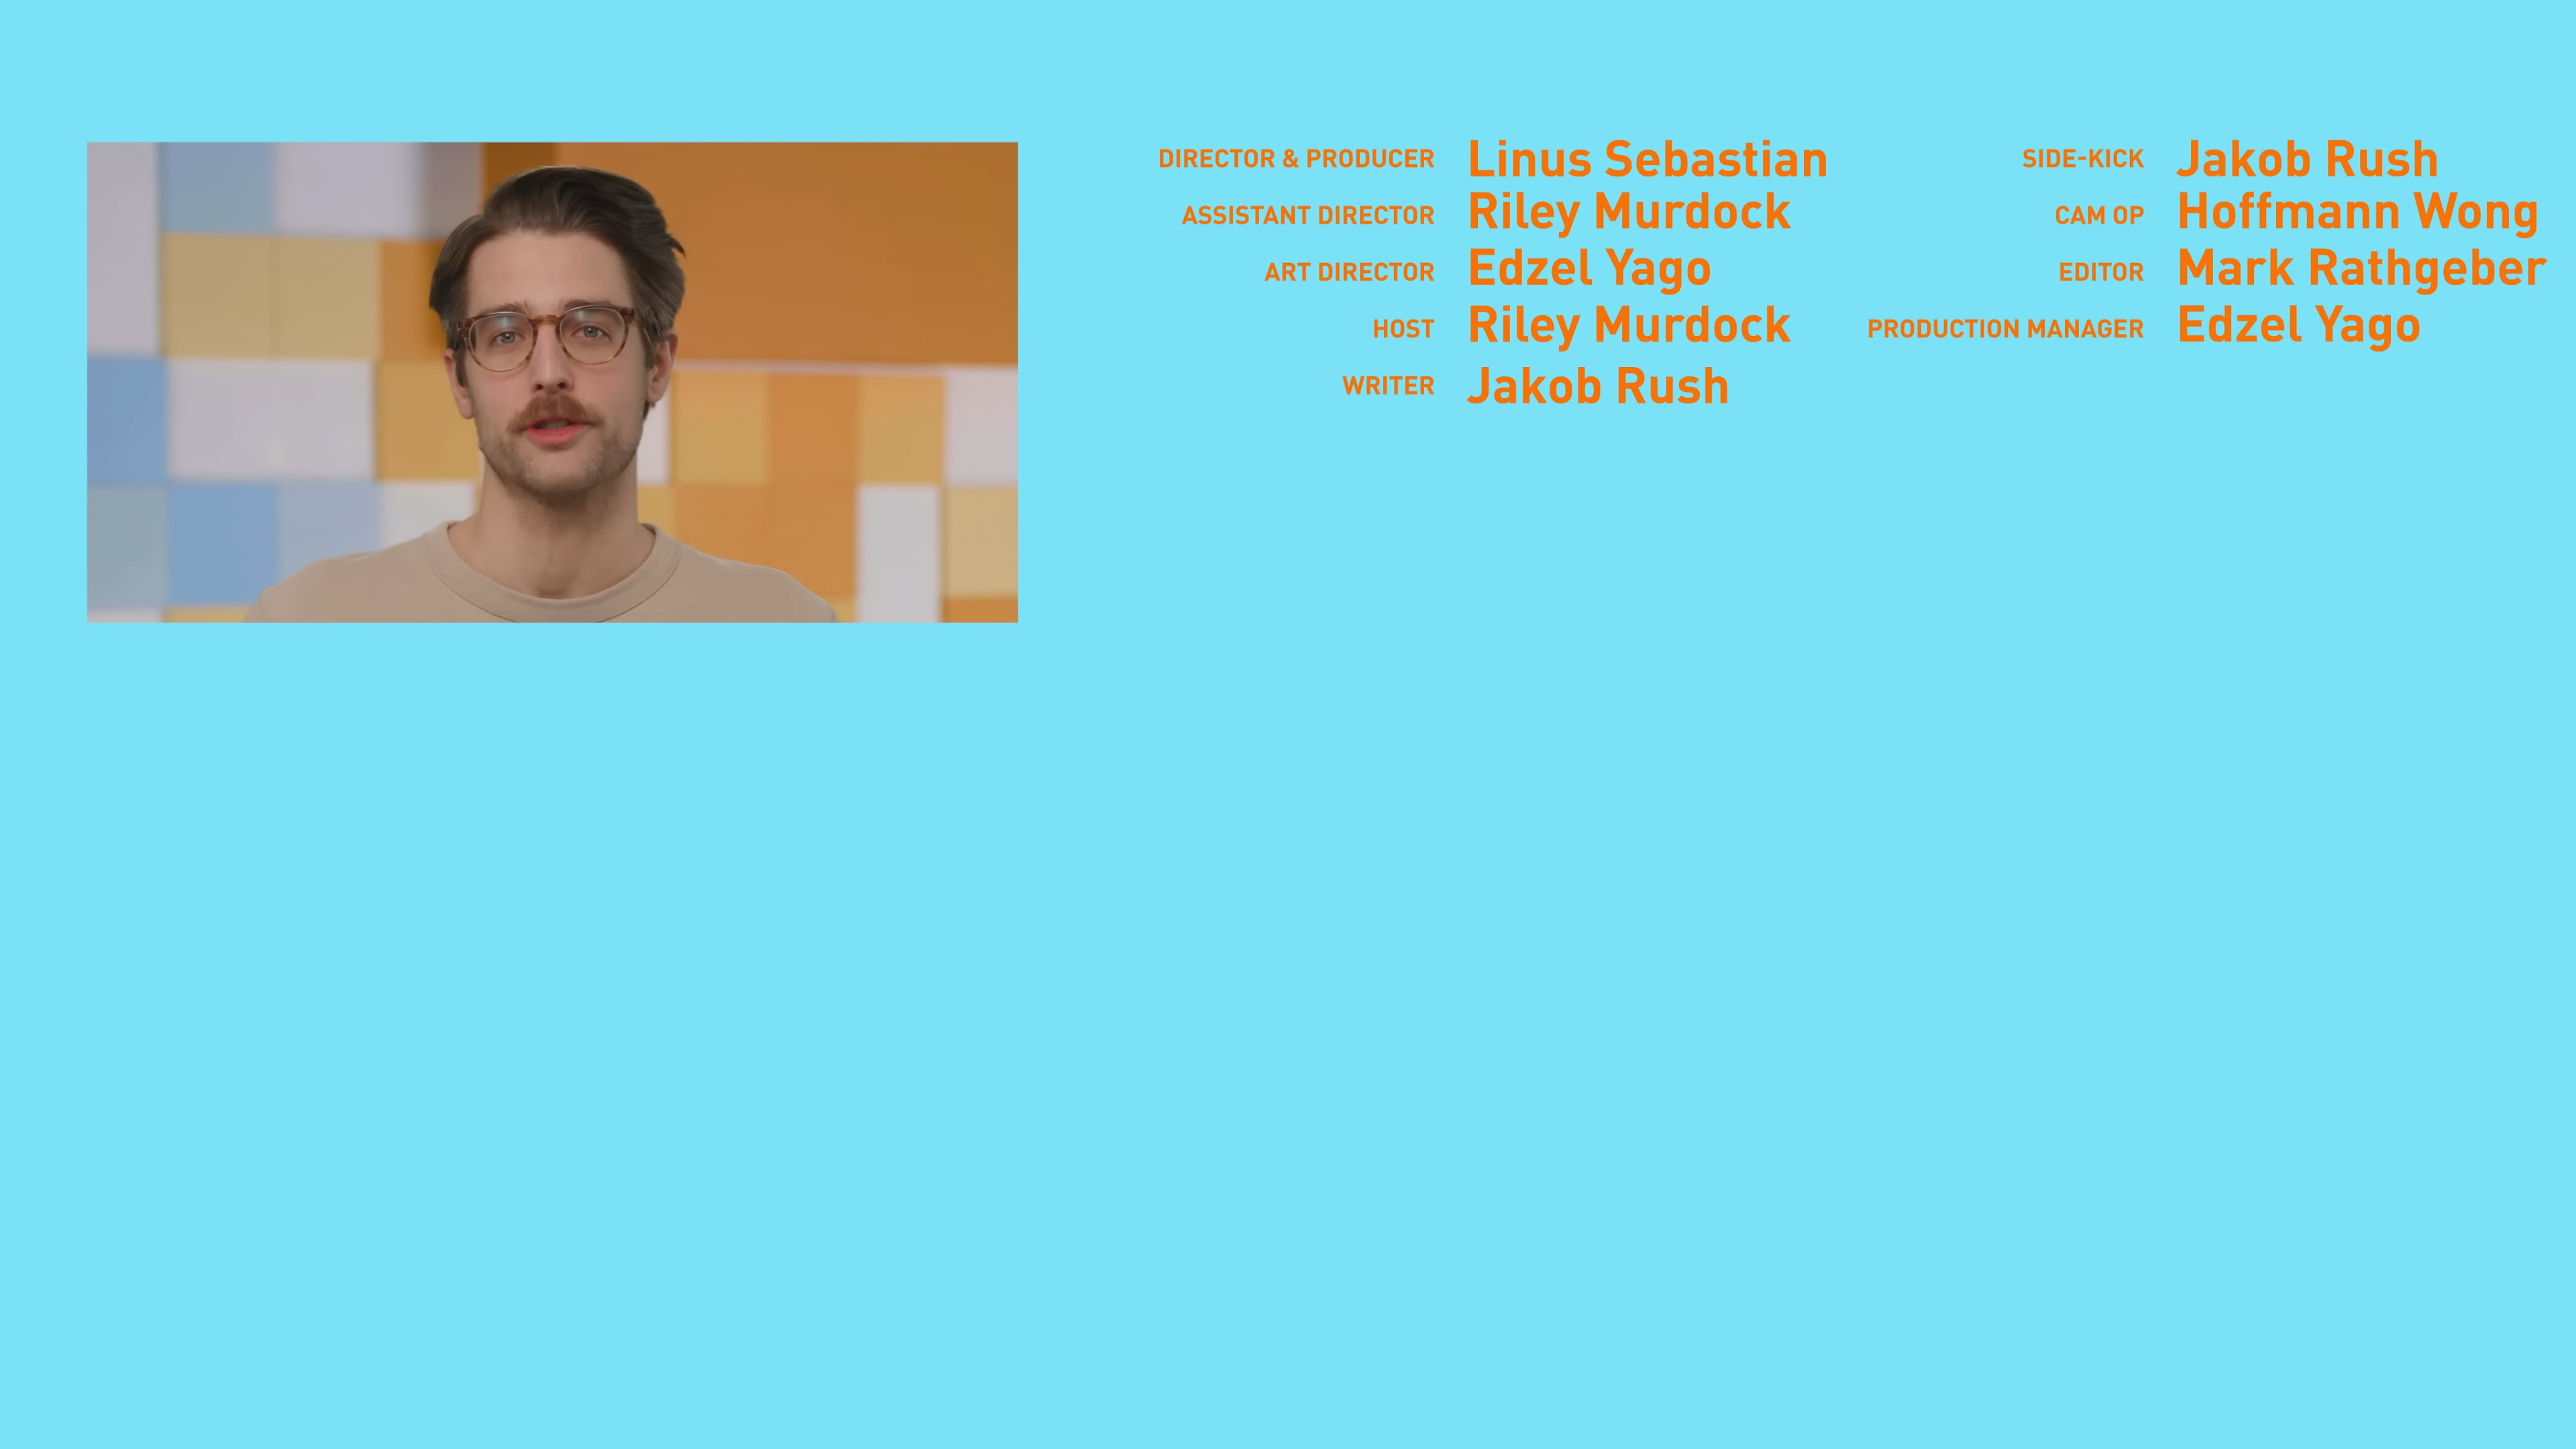 DIRECTOR & PRODUCER Linus Sebastian
ASSISTANT DIRECTOR Riley Murdock
ART DIRECTOR Edzel Yago
HOST Riley Murdock
WRITER Jakob Rush
SIDE-KICK Jakob Rush
CAM OP Hoffmann Wong
EDITOR Mark Rathgeber
PRODUCTION MANAGER Edzel Yago